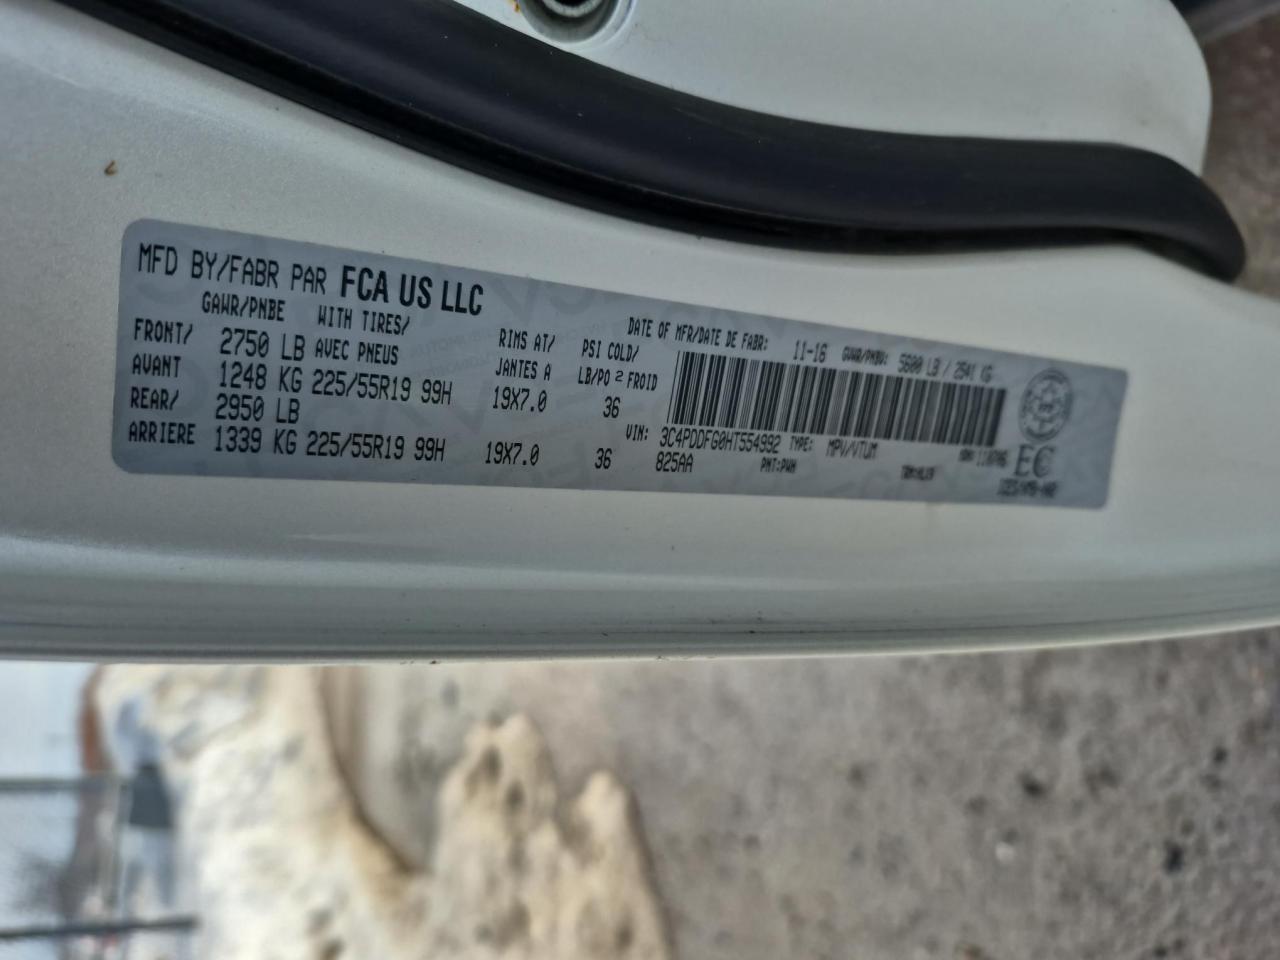 MFD BY/FABR PAR FCA US LLC
DATE OF MFR/DATE DE FABR: 11-16 GVWR/PNBV: 5600 LB / 2541 KG
GAWR/PNBE WITH TIRES/ RIMS AT/ PSI COLD/
AVEC PNEUS JANTES A LB/PO² FROID
FRONT/ 2750 LB
AVANT 1248 KG 225/55R19 99H 19X7.0 36
REAR/ 2950 LB
ARRIERE 1339 KG 225/55R19 99H 19X7.0 36
VIN: 3C4PDDFG0HT554992 TYPE: MPV/VTUM
825AA PNT:PWH
EC